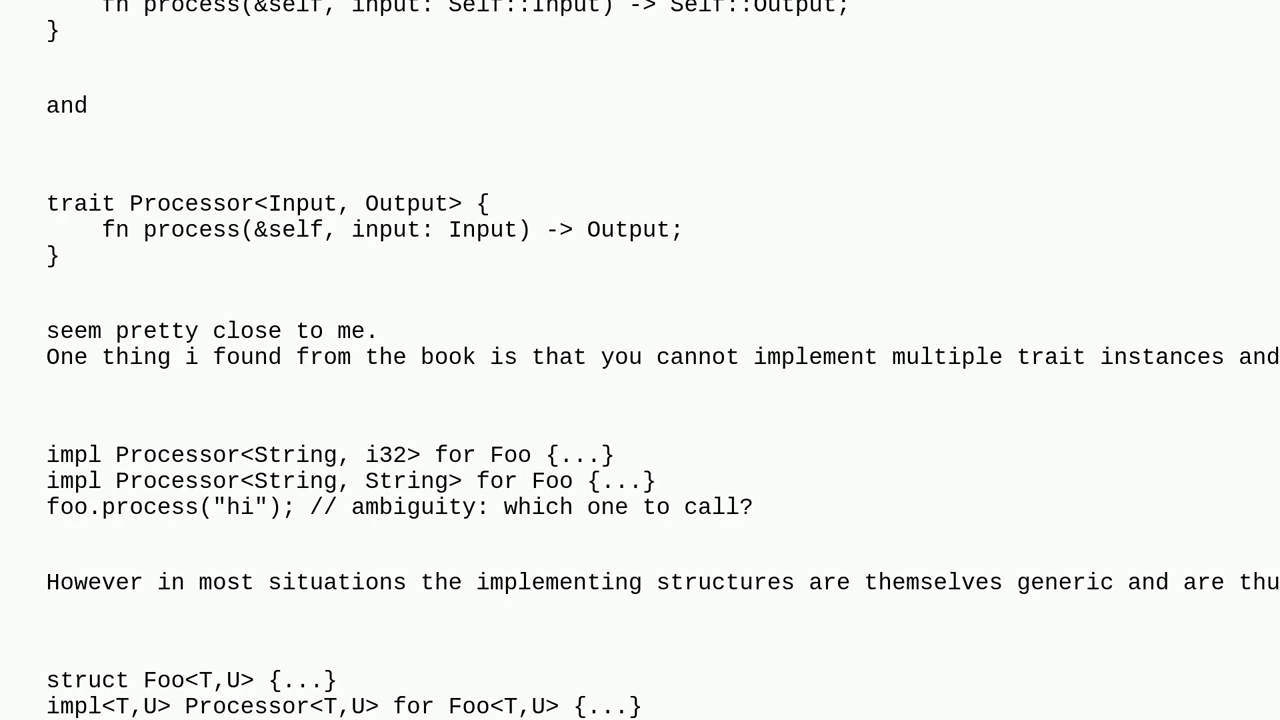 fn process(&self, input: Self::Input) -> Self::Output;
}
and
trait Processor<Input, Output> {
fn process(&self, input: Input) -> Output;
}
seem pretty close to me.
One thing i found from the book is that you cannot implement multiple trait instances and
impl Processor<String, i32> for Foo {...}
impl Processor<String, String> for Foo {...}
foo.process("hi"); // ambiguity: which one to call?
However in most situations the implementing structures are themselves generic and are thu
struct Foo<T,U> {...}
impl<T,U> Processor<T,U> for Foo<T,U> {...}